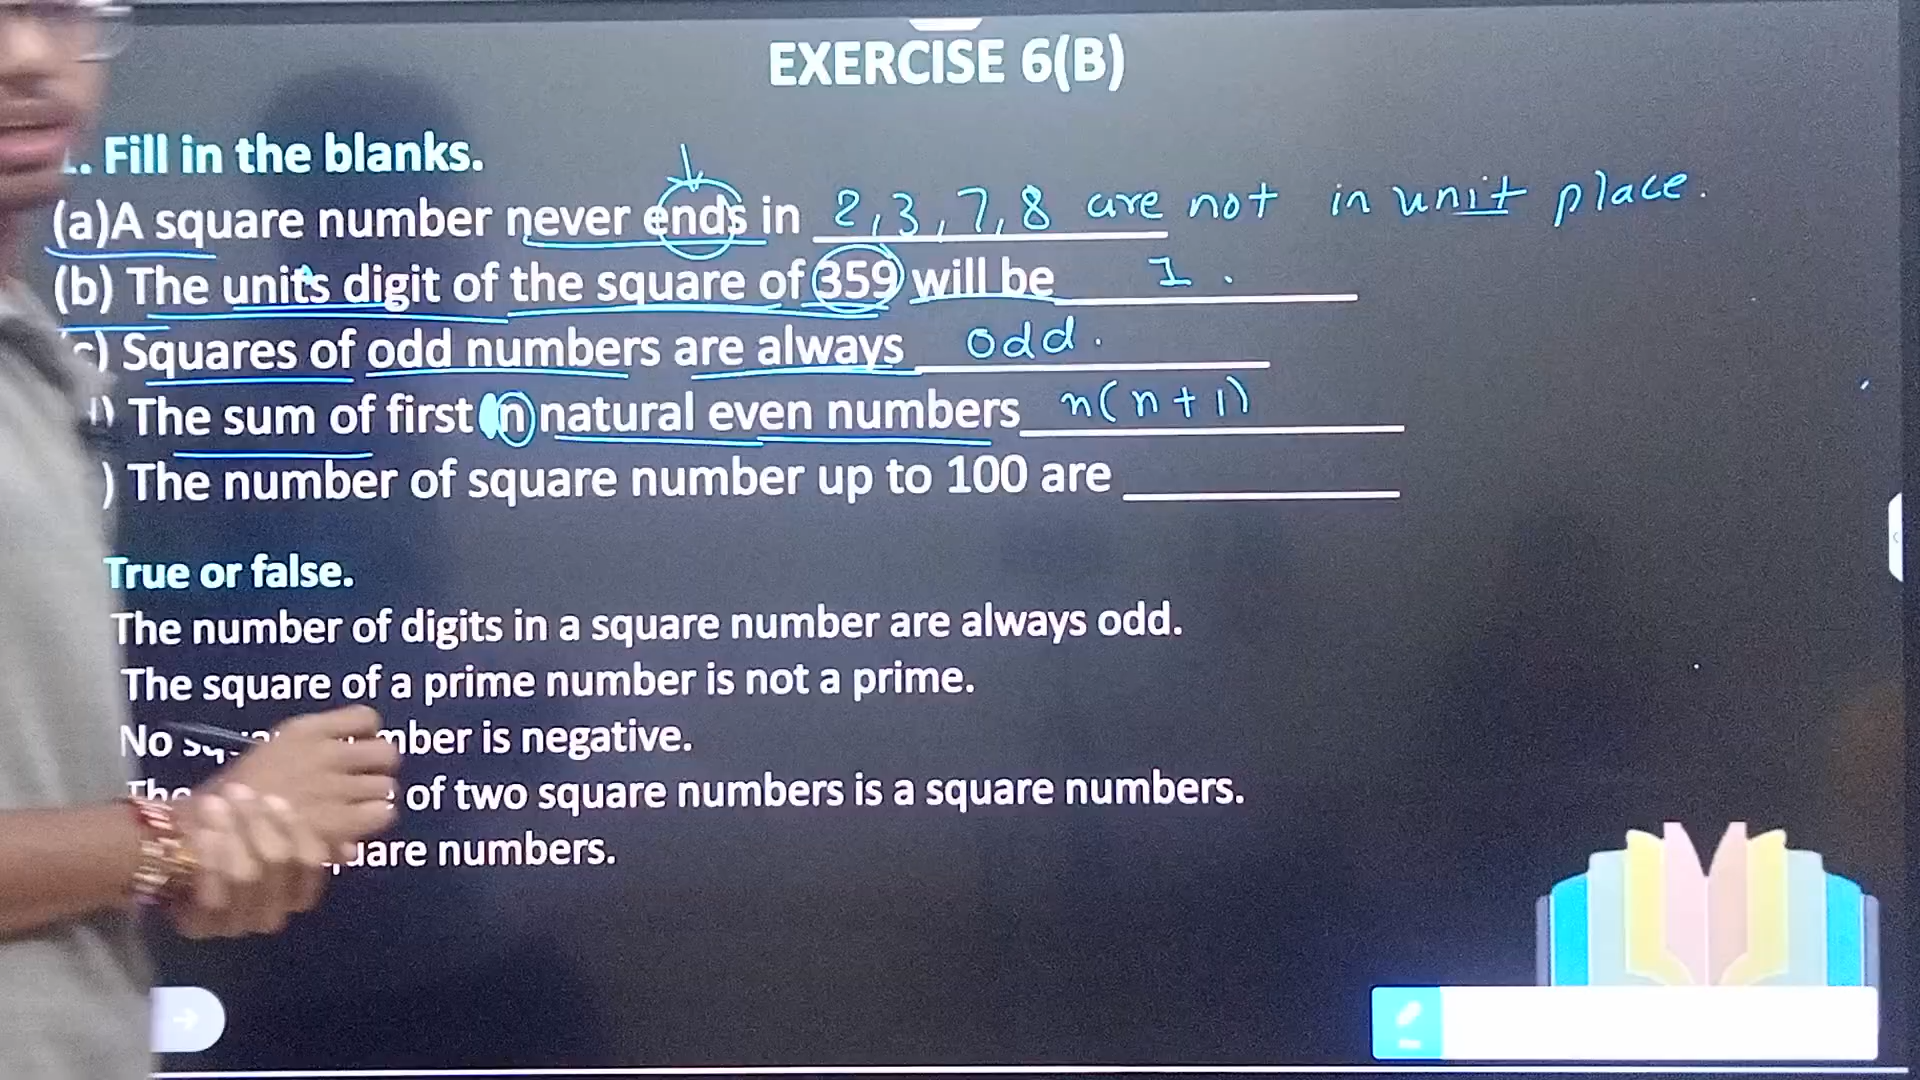 EXERCISE 6(B)
. Fill in the blanks.
(a)A square number never ends in 2,3,7,8 are not in unit place.
(b) The units digit of the square of 359 will be 1.
) Squares of odd numbers are always odd.
) The sum of first n natural even numbers n(n+1)
) The number of square number up to 100 are
True or false.
The number of digits in a square number are always odd.
The square of a prime number is not a prime.
No is negative.
of two square numbers is a square numbers.
numbers.